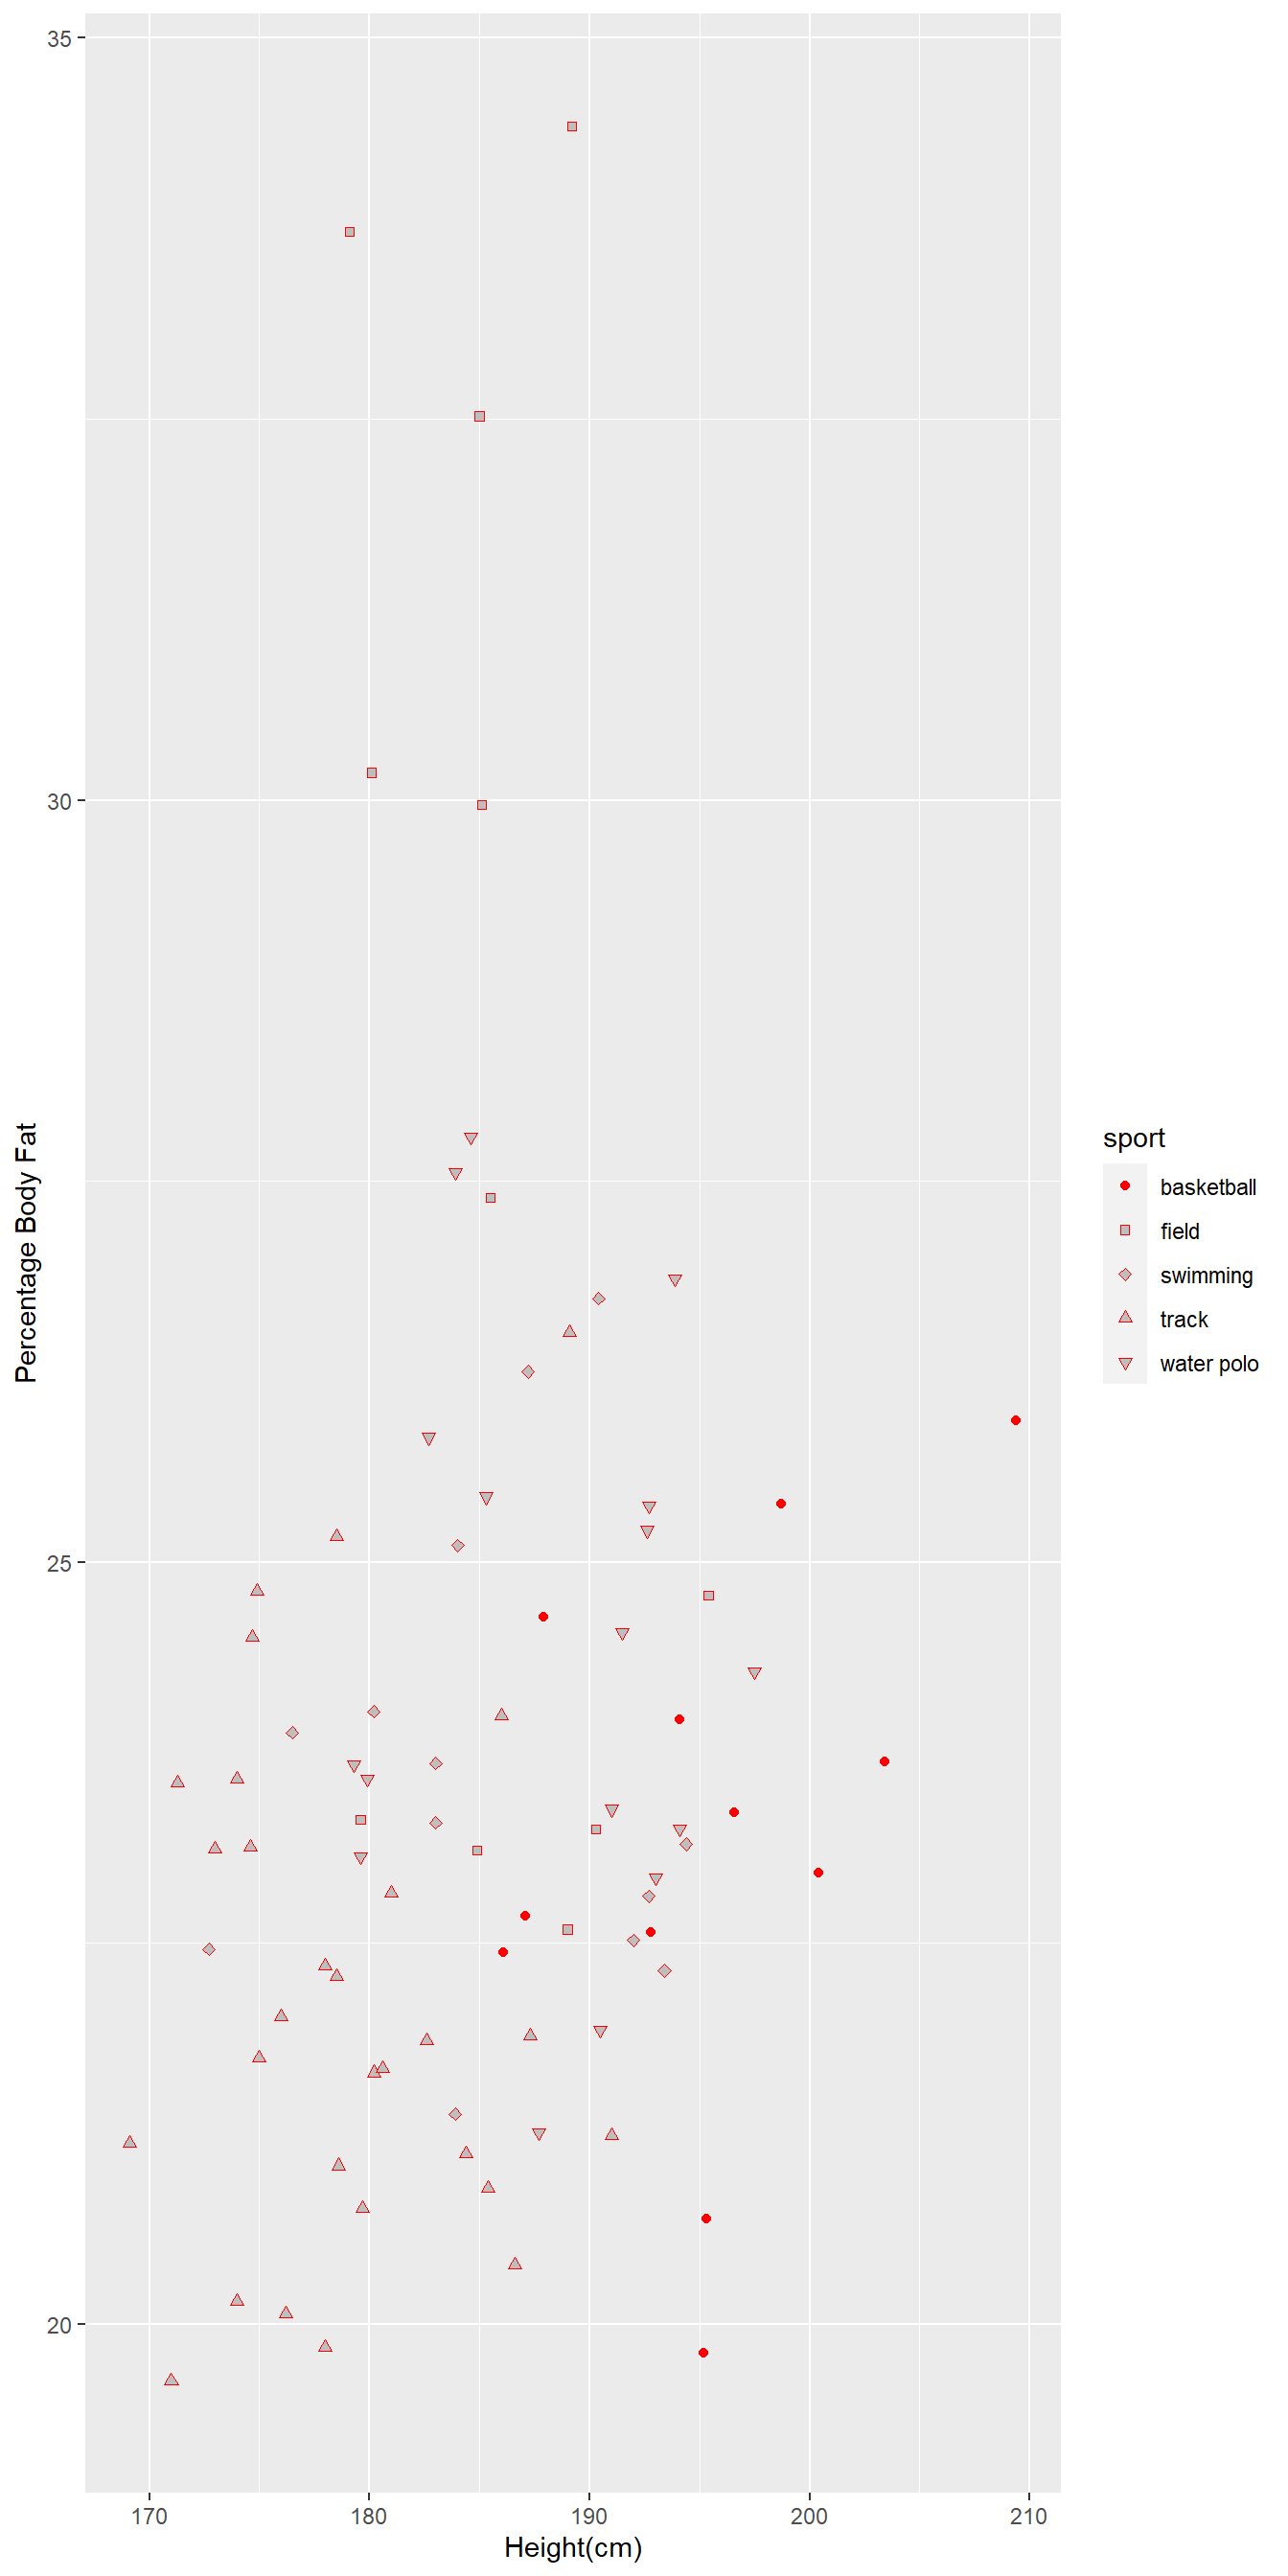 35
30
25
20
Percentage Body Fat
170 180 190 200 210
Height(cm)
sport
basketball
field
swimming
track
water polo